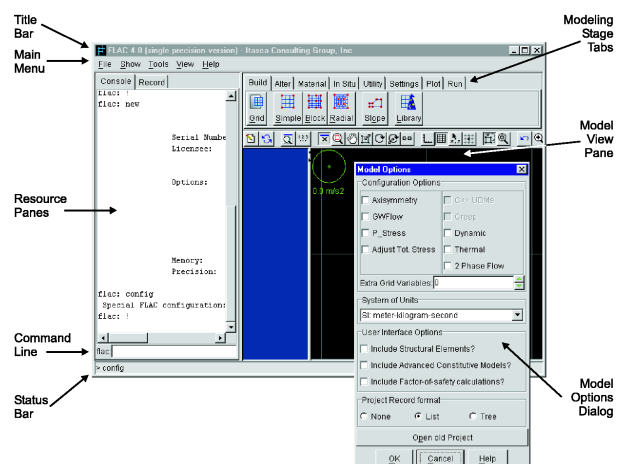 Title
Bar
Modeling
Stage
Tabs
FLAC 4.0 (single precision version) - Itasca Consulting Group, Inc
Main
Menu
File Show Tools View Help
Console Record
Build Alter Material In Situ Utility Settings Plot Run
flac: !
flac: new
Grid Simple Block Radial Slope Library
Serial Numbe
Licensee:
Model
View
Pane
Model Options
Configuration Options
0.0 m/s2
Options:
Axisymmetry
C++ UDMs
GWFlow
Creep
Resource
Panes
P_Stress
Dynamic
Adjust Tot. Stress
Thermal
2 Phase Flow
Memory:
Precision:
Extra Grid Variables: 0
flac: config
Special FLAC configuration:
flac: !
System of Units
SI: meter-kilogram-second
User Interface Options
Include Structural Elements?
Command
Line
flac:
Include Advanced Constitutive Models?
> config
Include Factor-of-safety calculations?
Status
Bar
Model
Options
Dialog
Project Record format
None List Tree
Open old Project
OK Cancel Help